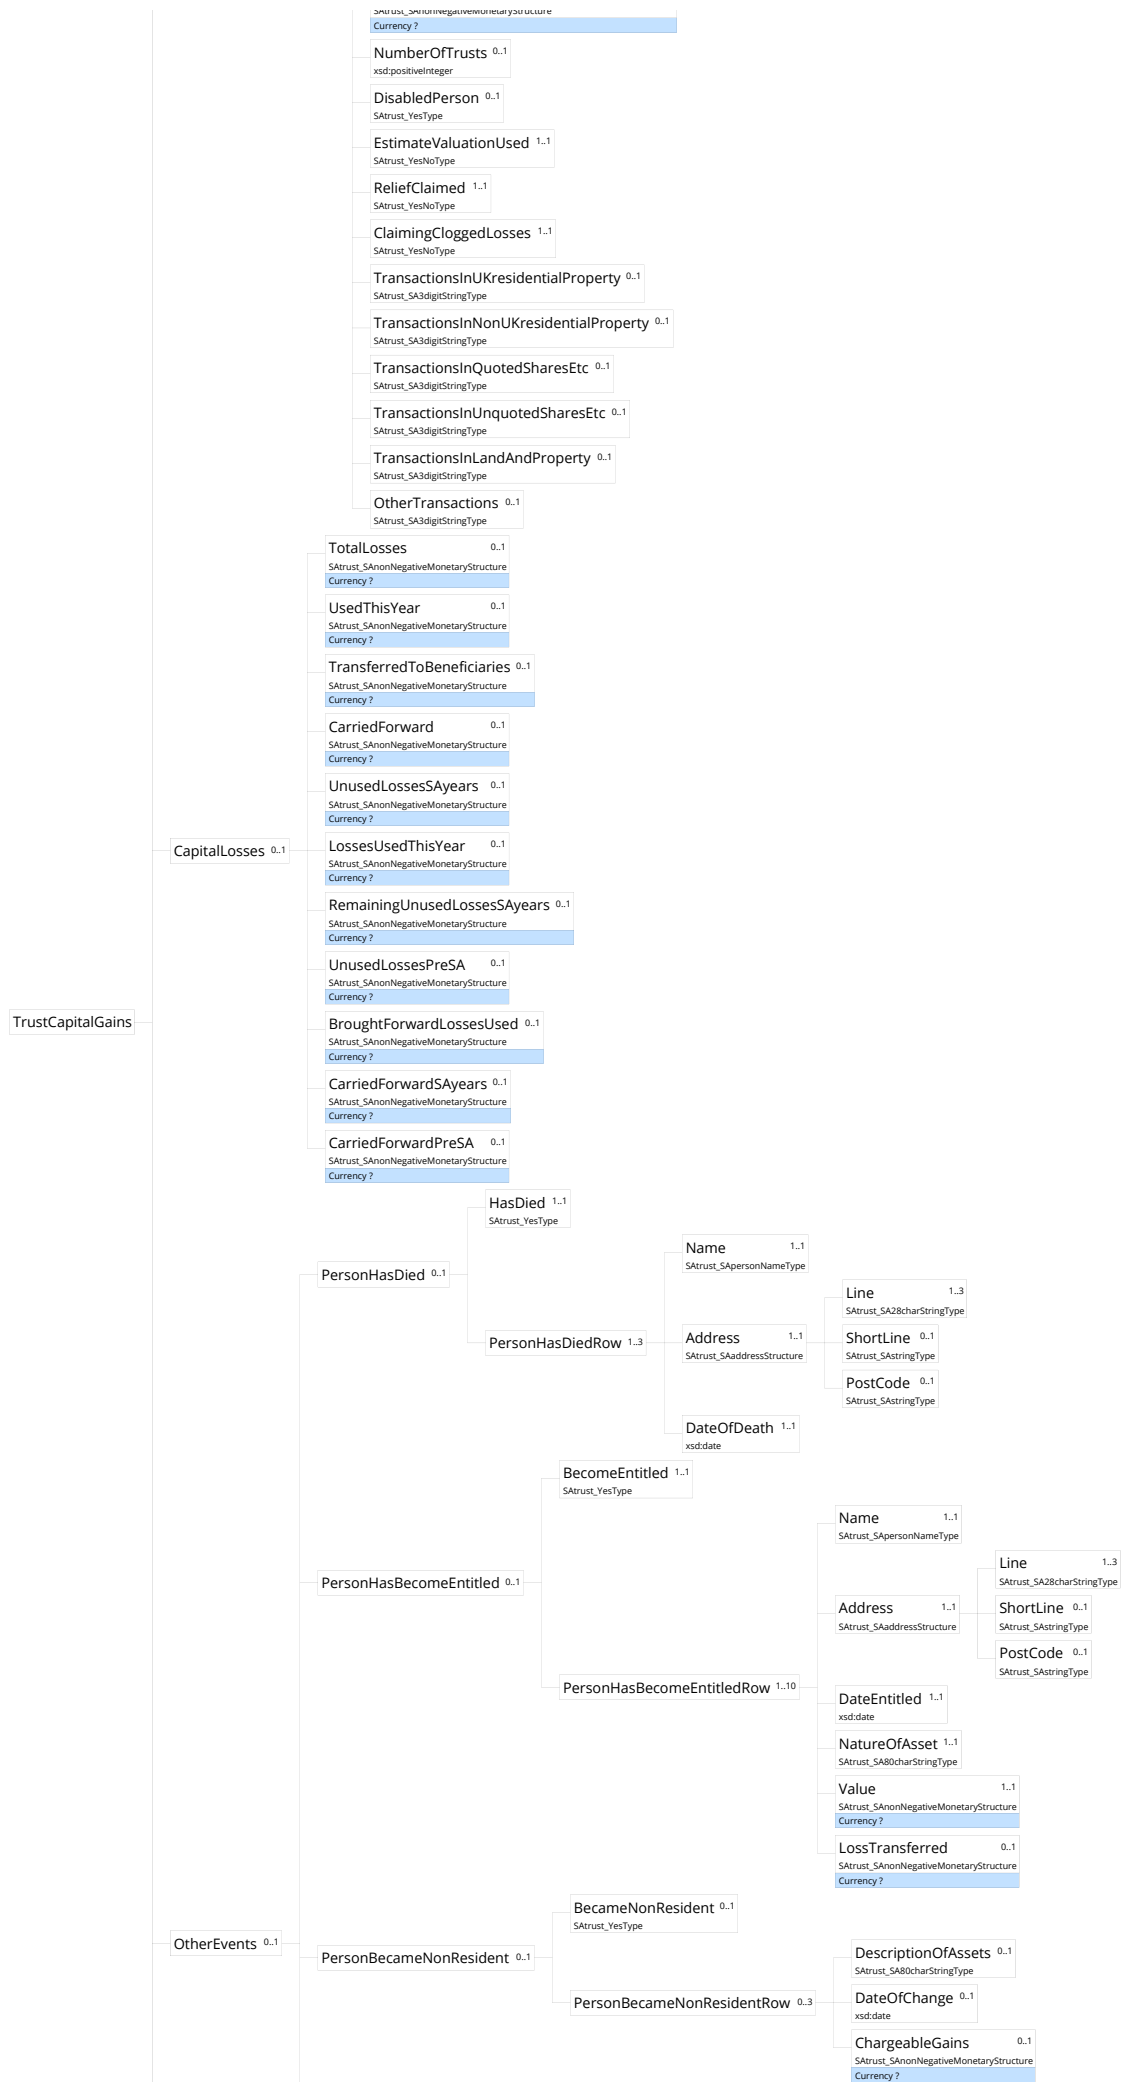 SAtrust_SAnonNegativeMonetaryStructure
Currency ?
NumberOfTrusts 0..1
xsd:positiveInteger
DisabledPerson 0..1
SAtrust_YesType
EstimateValuationUsed 1..1
SAtrust_YesNoType
ReliefClaimed 1..1
SAtrust_YesNoType
ClaimingCloggedLosses 1..1
SAtrust_YesNoType
TransactionsInUKresidentialProperty 0..1
SAtrust_SA3digitStringType
TransactionsInNonUKresidentialProperty 0..1
SAtrust_SA3digitStringType
TransactionsInQuotedSharesEtc 0..1
SAtrust_SA3digitStringType
TransactionsInUnquotedSharesEtc 0..1
SAtrust_SA3digitStringType
TransactionsInLandAndProperty 0..1
SAtrust_SA3digitStringType
OtherTransactions 0..1
SAtrust_SA3digitStringType
TotalLosses 0..1
SAtrust_SAnonNegativeMonetaryStructure
Currency ?
UsedThisYear 0..1
SAtrust_SAnonNegativeMonetaryStructure
Currency ?
TransferredToBeneficiaries 0..1
SAtrust_SAnonNegativeMonetaryStructure
Currency ?
CarriedForward 0..1
SAtrust_SAnonNegativeMonetaryStructure
Currency ?
UnusedLossesSAyears 0..1
SAtrust_SAnonNegativeMonetaryStructure
Currency ?
CapitalLosses 0..1
LossesUsedThisYear 0..1
SAtrust_SAnonNegativeMonetaryStructure
Currency ?
RemainingUnusedLossesSAyears 0..1
SAtrust_SAnonNegativeMonetaryStructure
Currency ?
UnusedLossesPreSA 0..1
SAtrust_SAnonNegativeMonetaryStructure
Currency ?
TrustCapitalGains
BroughtForwardLossesUsed 0..1
SAtrust_SAnonNegativeMonetaryStructure
Currency ?
CarriedForwardSAyears 0..1
SAtrust_SAnonNegativeMonetaryStructure
Currency ?
CarriedForwardPreSA 0..1
SAtrust_SAnonNegativeMonetaryStructure
Currency ?
HasDied 1..1
SAtrust_YesType
PersonHasDied 0..1
Name 1..1
SAtrust_SApersonNameType
Line 1..3
SAtrust_SA28charStringType
PersonHasDiedRow 1..3
Address 1..1
SAtrust_SAaddressStructure
ShortLine 0..1
SAtrust_SAstringType
PostCode 0..1
SAtrust_SAstringType
DateOfDeath 1..1
xsd:date
BecomeEntitled 1..1
SAtrust_YesType
Name 1..1
SAtrust_SApersonNameType
PersonHasBecomeEntitled 0..1
Line 1..3
SAtrust_SA28charStringType
Address 1..1
SAtrust_SAaddressStructure
ShortLine 0..1
SAtrust_SAstringType
PostCode 0..1
SAtrust_SAstringType
PersonHasBecomeEntitledRow 1..10
DateEntitled 1..1
xsd:date
NatureOfAsset 1..1
SAtrust_SA80charStringType
Value 1..1
SAtrust_SAnonNegativeMonetaryStructure
Currency ?
LossTransferred 0..1
SAtrust_SAnonNegativeMonetaryStructure
Currency ?
BecameNonResident 0..1
SAtrust_YesType
OtherEvents 0..1
PersonBecameNonResident 0..1
DescriptionOfAssets 0..1
SAtrust_SA80charStringType
PersonBecameNonResidentRow 0..3
DateOfChange 0..1
xsd:date
ChargeableGains 0..1
SAtrust_SAnonNegativeMonetaryStructure
Currency ?